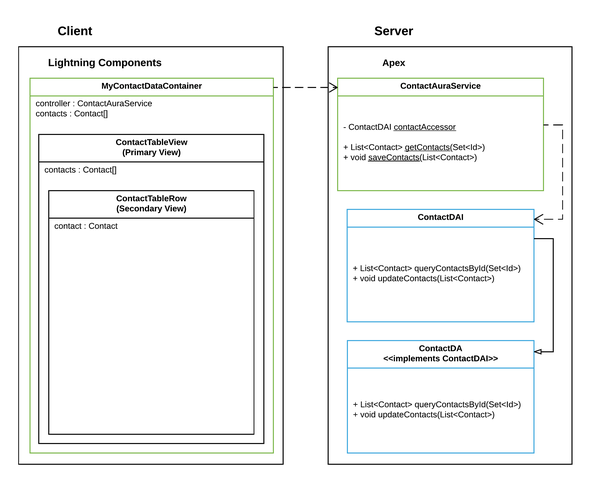 Client
Lightning Components
MyContactDataContainer
controller : ContactAuraService
contacts : Contact[]
ContactTableView
(Primary View)
contacts : Contact[]
ContactTableRow
(Secondary View)
contact : Contact
Server
Apex
ContactAuraService
- ContactDAI contactAccessor
+ List<Contact> getContacts(Set<Id>)
+ void saveContacts(List<Contact>)
ContactDAI
+ List<Contact> queryContactsById(Set<Id>)
+ void updateContacts(List<Contact>)
ContactDA
<<implements ContactDAI>>
+ List<Contact> queryContactsById(Set<Id>)
+ void updateContacts(List<Contact>)